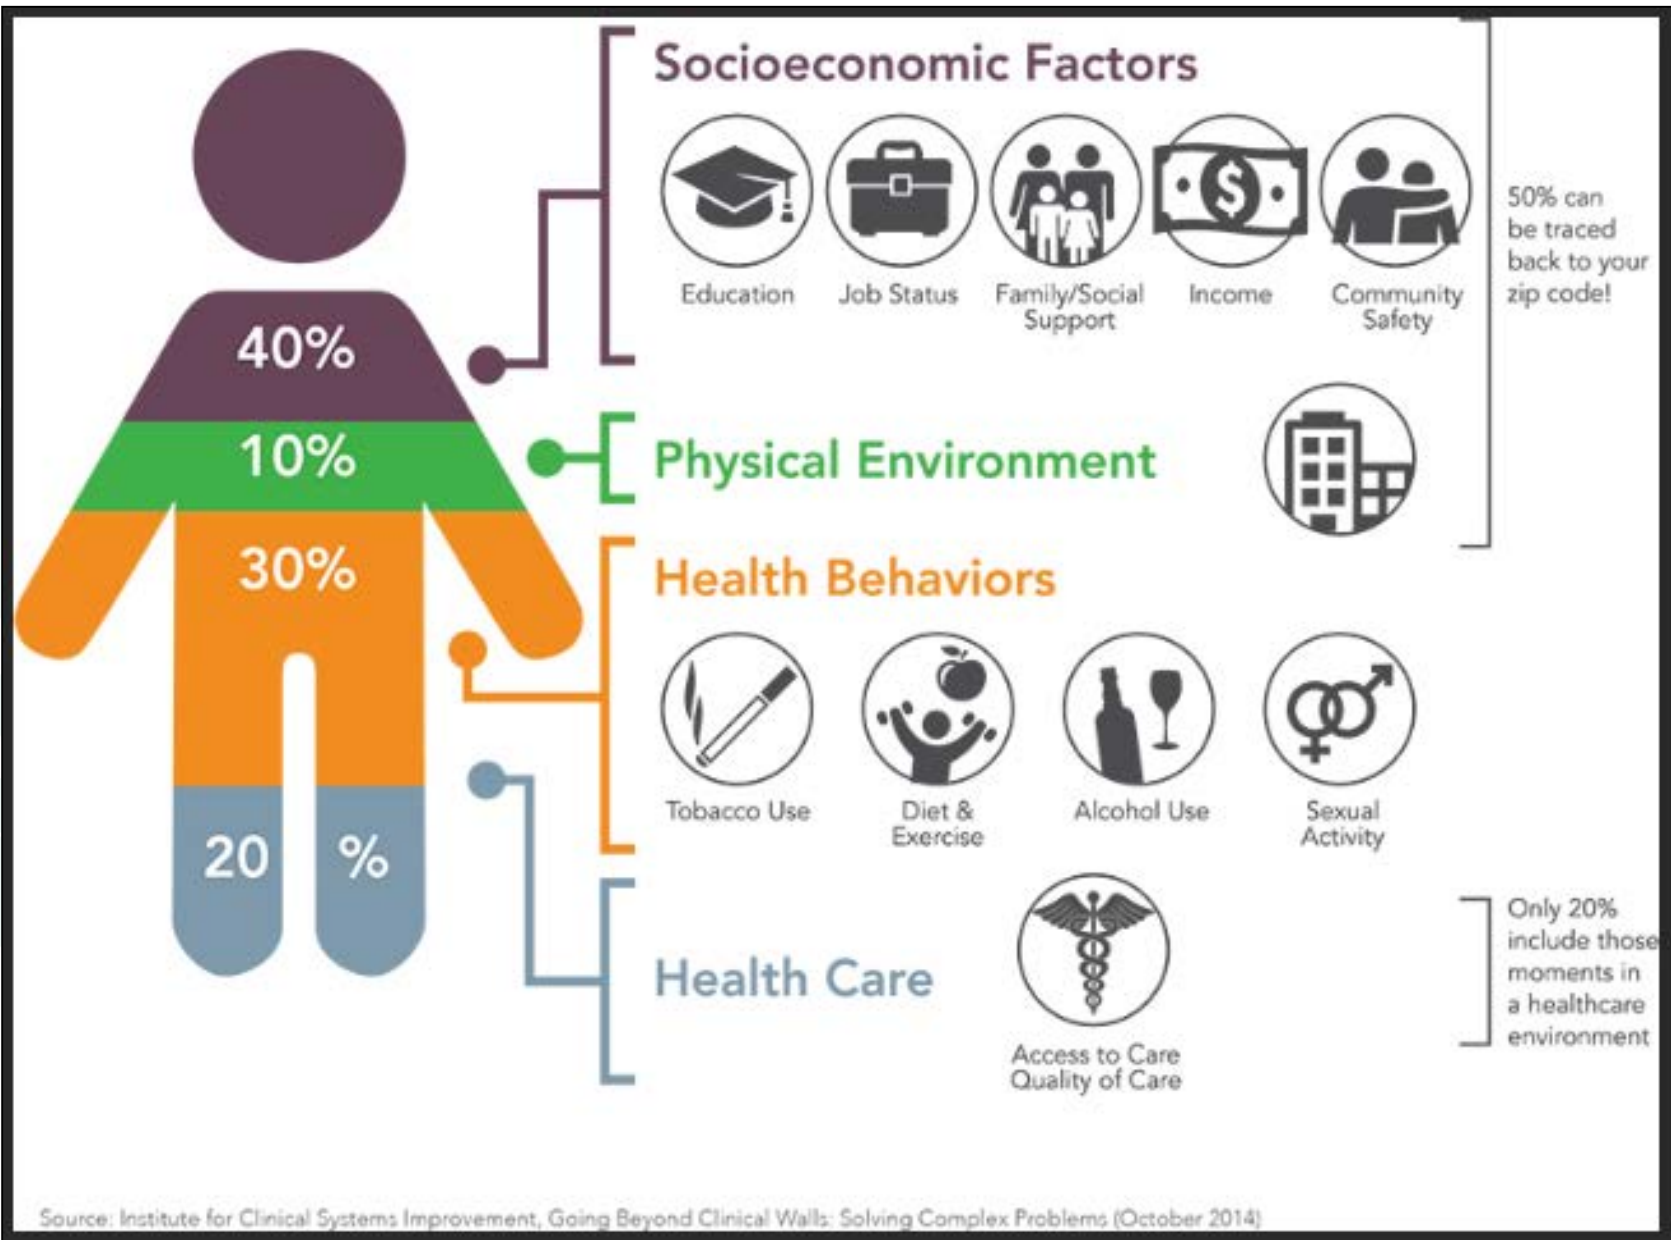 Socioeconomic Factors
Education
Job Status
Family/Social
Support
Income
Community
Safety
50% can
be traced
back to your
zip code!
40%
10%
Physical Environment
30%
Health Behaviors
Tobacco Use
Diet &
Exercise
Alcohol Use
Sexual
Activity
20 %
Health Care
Access to Care
Quality of Care
Only 20%
include those
moments in
a healthcare
environment
Source: Institute for Clinical Systems Improvement, Going Beyond Clinical Walls: Solving Complex Problems (October 2014)